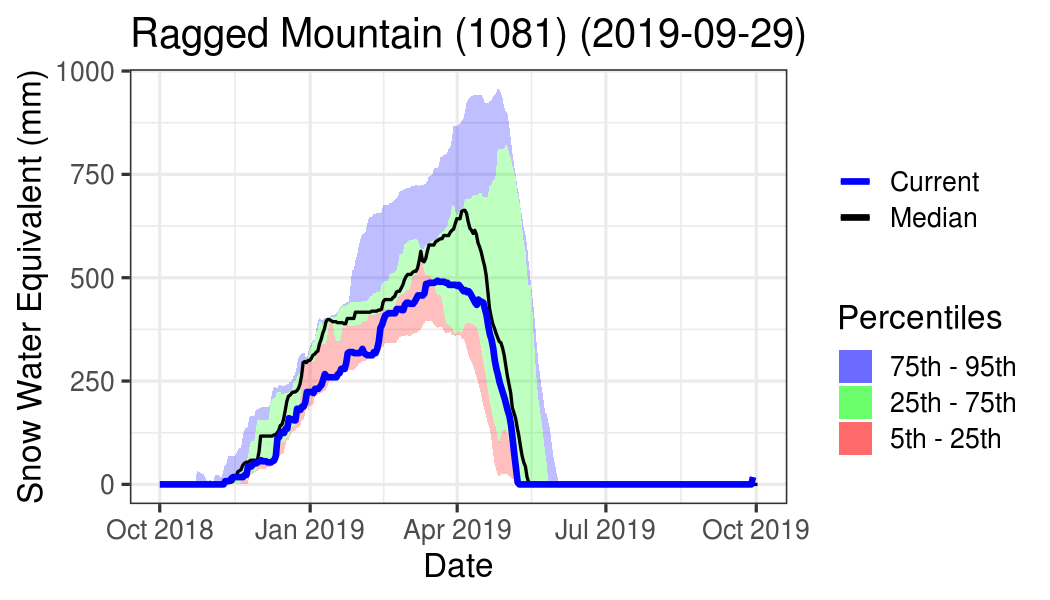 Ragged Mountain (1081) (2019-09-29)
Snow Water Equivalent (mm)
1000
750
500
250
0
Oct 2018
Jan 2019
Apr 2019
Jul 2019
Oct 2019
Date
Current
Median
Percentiles
75th - 95th
25th - 75th
5th - 25th